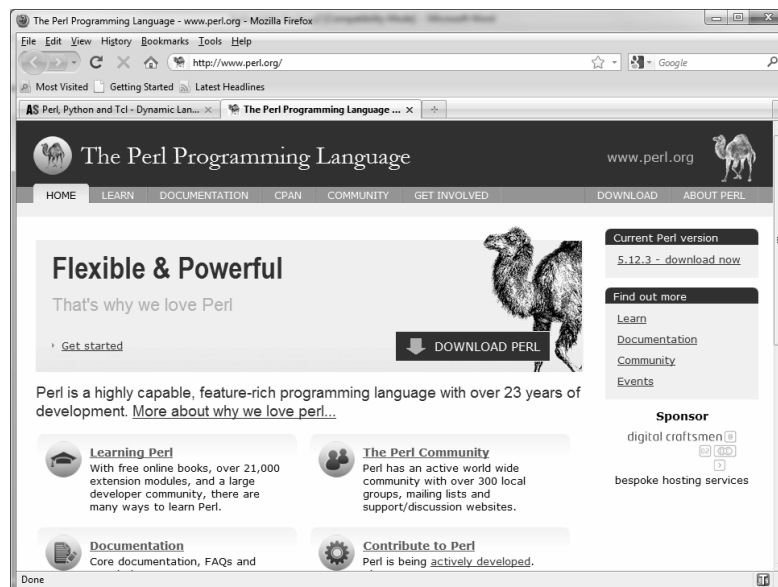 The Perl Programming Language - www.perl.org - Mozilla Firefox
File Edit View History Bookmarks Tools Help
http://www.perl.org/
Google
Most Visited Getting Started Latest Headlines
AS Perl, Python and Tcl - Dynamic Lan... The Perl Programming Language ...
The Perl Programming Language
www.perl.org
HOME LEARN DOCUMENTATION CPAN COMMUNITY GET INVOLVED DOWNLOAD ABOUT PERL
Flexible & Powerful
That's why we love Perl
Get started
DOWNLOAD PERL
Current Perl version
5.12.3 - download now
Find out more
Learn
Documentation
Community
Events
Perl is a highly capable, feature-rich programming language with over 23 years of
development. More about why we love perl...
Sponsor
digital craftsmen
bespoke hosting services
Learning Perl
With free online books, over 21,000
extension modules, and a large
developer community, there are
many ways to learn Perl.
The Perl Community
Perl has an active world wide
community with over 300 local
groups, mailing lists and
support/discussion websites.
Documentation
Core documentation, FAQs and
Contribute to Perl
Perl is being actively developed.
Done